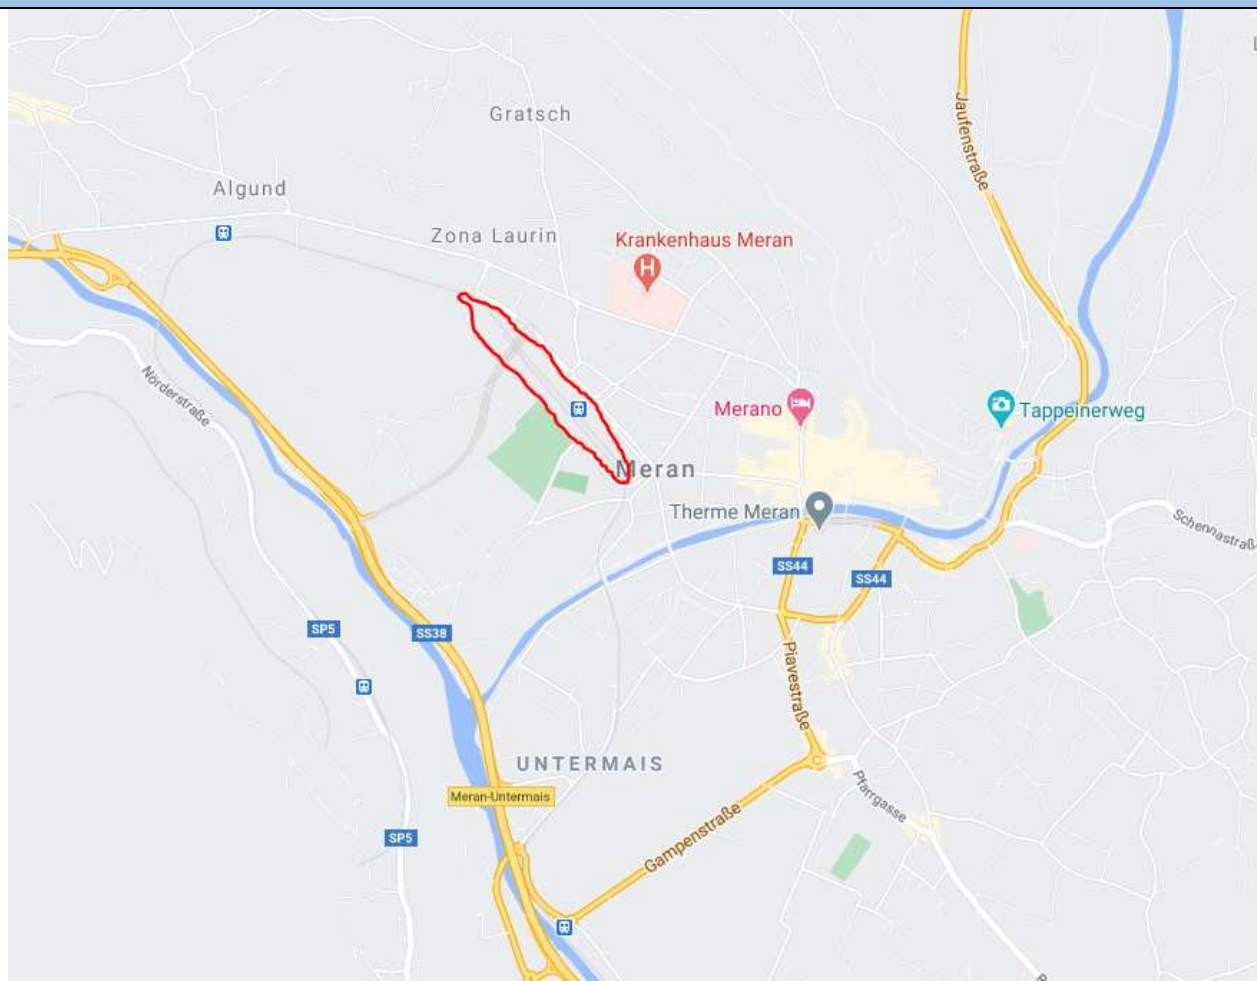 Gratsch
Jaufenstraße
Algund
Zona Laurin
Krankenhaus Meran
H
Nörderstraße
Merano
Tappeinerweg
Meran
Therme Meran
Schennastraße
SS44
SS44
SP5
SS38
Piavestraße
UNTERMAIS
Meran-Untermais
Pfarrgasse
SP5
Gampenstraße